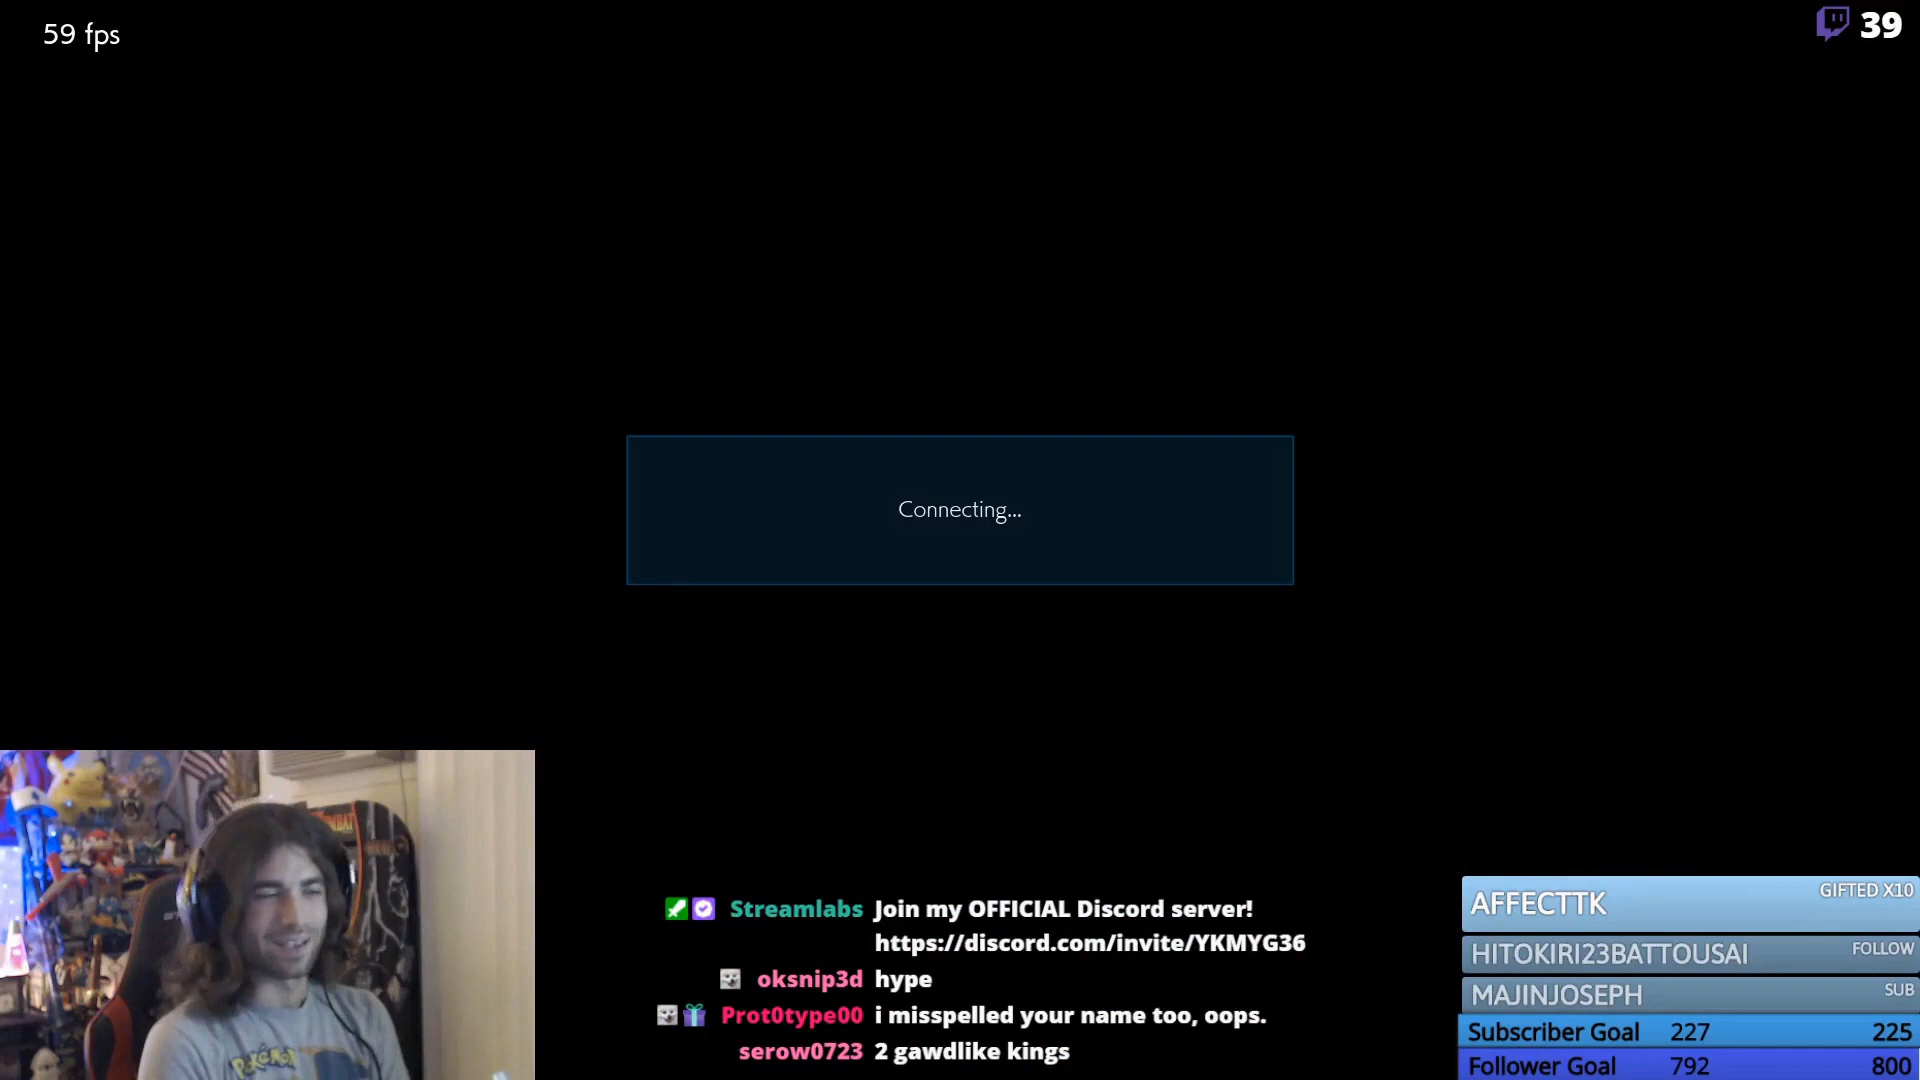 59 fps
39
Connecting...
KOMBAT
Streamlabs Join my OFFICIAL Discord server!
https://discord.com/invite/YKMYG36
oksnip3d hype
Prot0type00 i misspelled your name too, oops.
serow0723 2 gawdlike kings
AFFECTTK GIFTED X10
HITOKIRI23BATTOUSAI FOLLOW
MAJINJOSEPH SUB
Subscriber Goal 227 225
Follower Goal 792 800
POKéMON